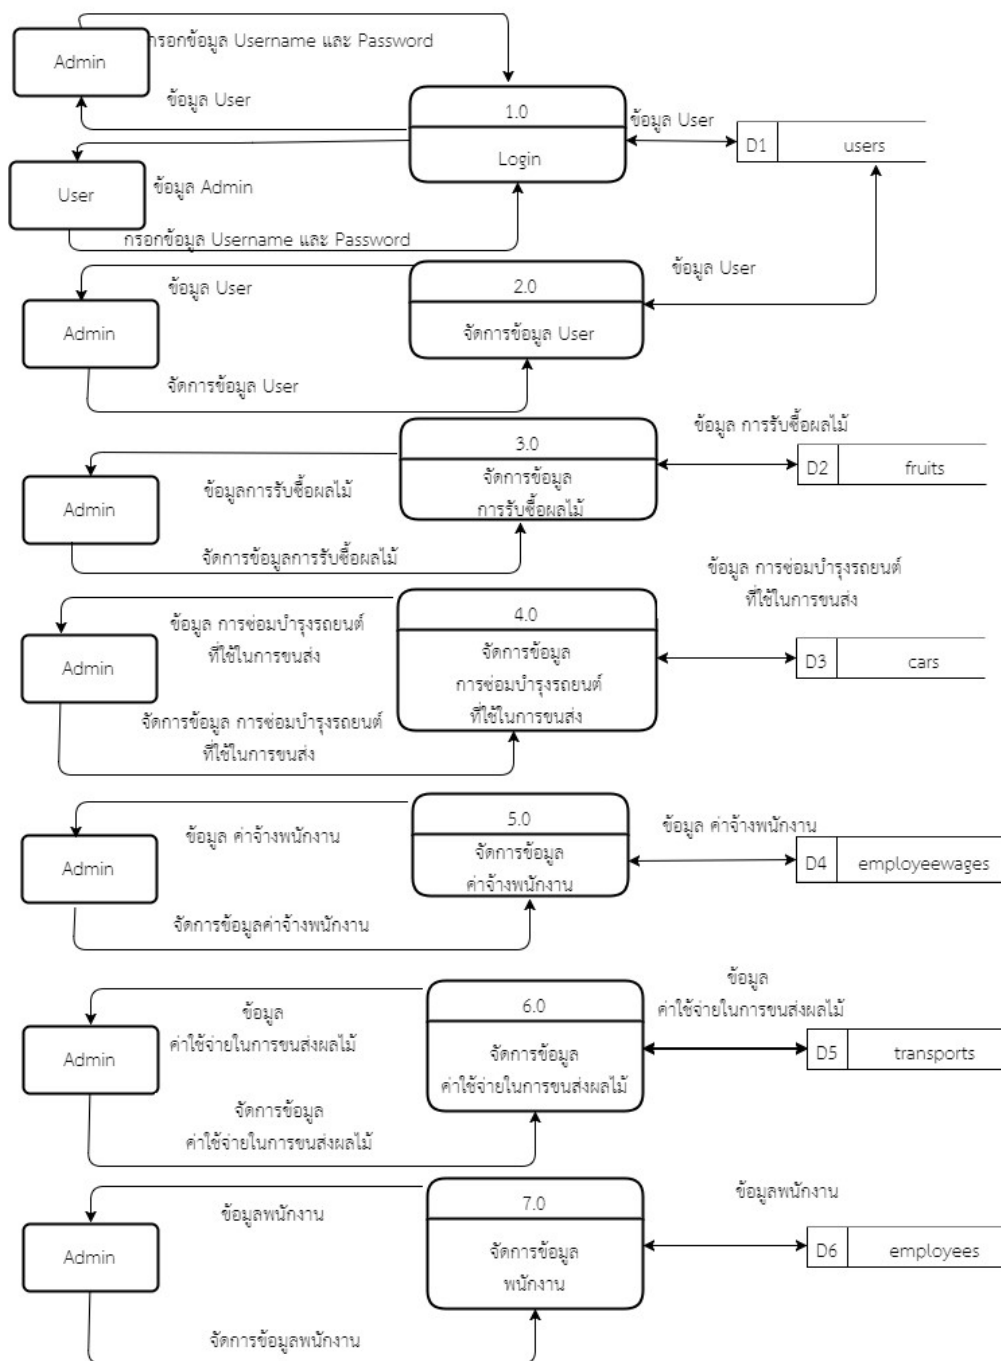 กรอกข้อมูล Username และ Password
Admin
ข้อมูล User
1.0
Login
ข้อมูล User
D1
users
User
ข้อมูล Admin
กรอกข้อมูล Username และ Password
ข้อมูล User
2.0
จัดการข้อมูล User
ข้อมูล User
Admin
จัดการข้อมูล User
3.0
จัดการข้อมูล
การรับซื้อผลไม้
ข้อมูล การรับซื้อผลไม้
D2
fruits
ข้อมูลการรับซื้อผลไม้
Admin
จัดการข้อมูลการรับซื้อผลไม้
ข้อมูล การซ่อมบำรุงรถยนต์
ที่ใช้ในการขนส่ง
4.0
จัดการข้อมูล
การซ่อมบำรุงรถยนต์
ที่ใช้ในการขนส่ง
ข้อมูล การซ่อมบำรุงรถยนต์
ที่ใช้ในการขนส่ง
D3
cars
Admin
จัดการข้อมูล การซ่อมบำรุงรถยนต์
ที่ใช้ในการขนส่ง
5.0
จัดการข้อมูล
ค่าจ้างพนักงาน
ข้อมูล ค่าจ้างพนักงาน
ข้อมูล ค่าจ้างพนักงาน
D4
employeewages
Admin
จัดการข้อมูลค่าจ้างพนักงาน
ข้อมูล
ค่าใช้จ่ายในการขนส่งผลไม้
6.0
จัดการข้อมูล
ค่าใช้จ่ายในการขนส่งผลไม้
ข้อมูล
ค่าใช้จ่ายในการขนส่งผลไม้
D5
transports
Admin
จัดการข้อมูล
ค่าใช้จ่ายในการขนส่งผลไม้
ข้อมูลพนักงาน
7.0
จัดการข้อมูล
พนักงาน
ข้อมูลพนักงาน
D6
employees
Admin
จัดการข้อมูลพนักงาน